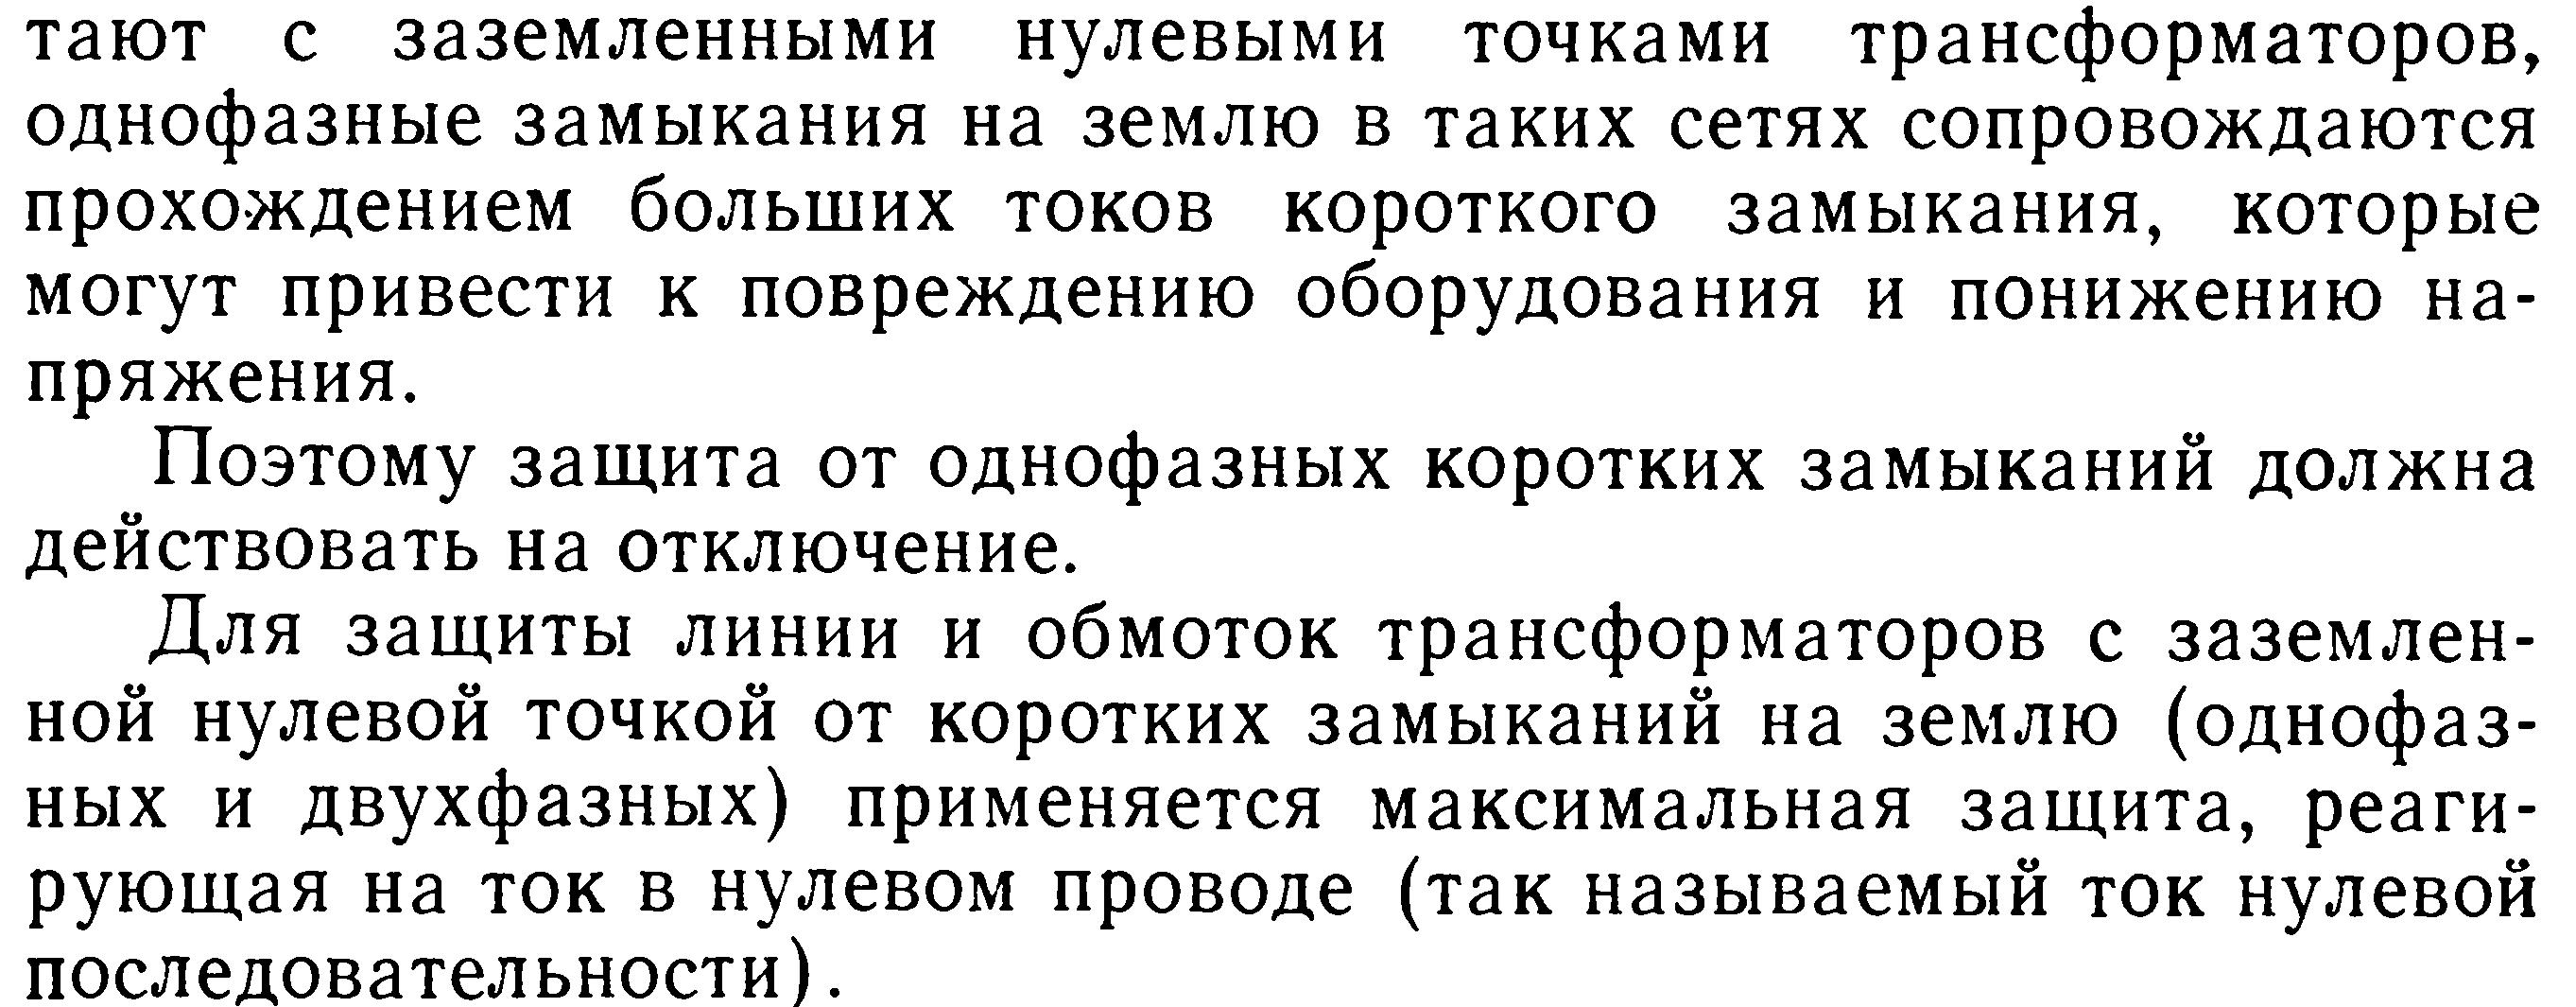 тают с заземленными нулевыми точками трансформаторов,
однофазные замыкания на землю в таких сетях сопровождаются
прохождением больших токов короткого замыкания, которые
могут привести к повреждению оборудования и понижению на-
пряжения.
Поэтому защита от однофазных коротких замыканий должна
действовать на отключение.
Для защиты линии и обмоток трансформаторов с заземлен-
ной нулевой точкой от коротких замыканий на землю (однофаз-
ных и двухфазных) применяется максимальная защита, реаги-
рующая на ток в нулевом проводе (так называемый ток нулевой
последовательности).